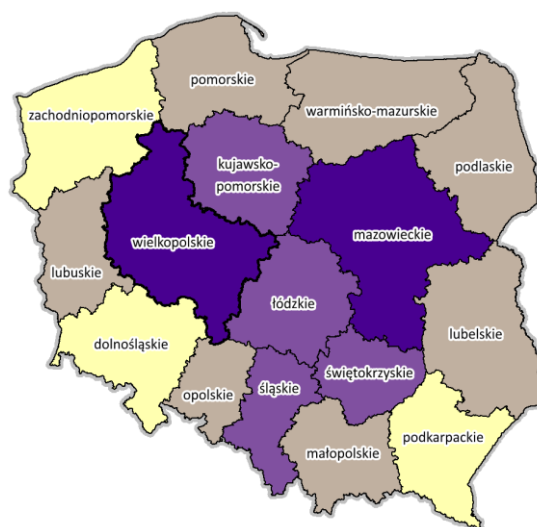 pomorskie
zachodniopomorskie
warmińsko-mazurskie
kujawsko-
pomorskie
podlaskie
mazowieckie
wielkopolskie
lubuskie
łódzkie
lubelskie
dolnośląskie
świętokrzyskie
opolskie
śląskie
podkarpackie
małopolskie